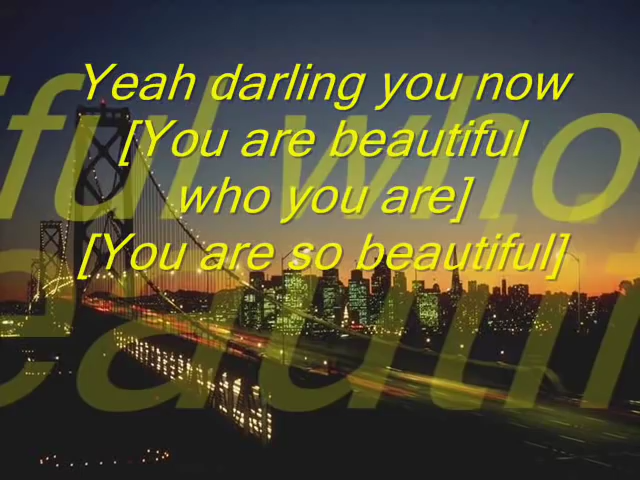 Yeah darling you now
[You are beautiful
who you are]
[You are so beautiful]